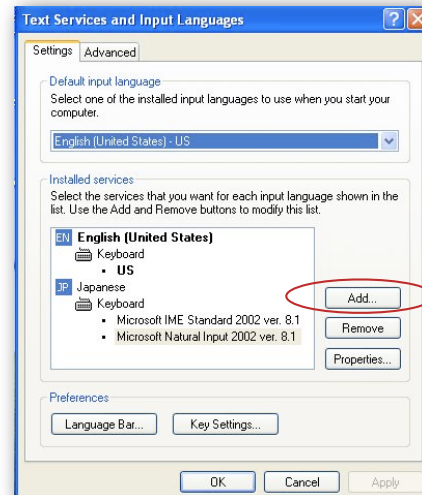 Text Services and Input Languages
Settings
Advanced
Default input language
Select one of the installed input languages to use when you start your
computer.
English (United States) - US
Installed services
Select the services that you want for each input language shown in the
list. Use the Add and Remove buttons to modify this list.
EN English (United States)
Keyboard
• US
JP Japanese
Keyboard
• Microsoft IME Standard 2002 ver. 8.1
• Microsoft Natural Input 2002 ver. 8.1
Add...
Remove
Properties...
Preferences
Language Bar...
Key Settings...
OK
Cancel
Apply